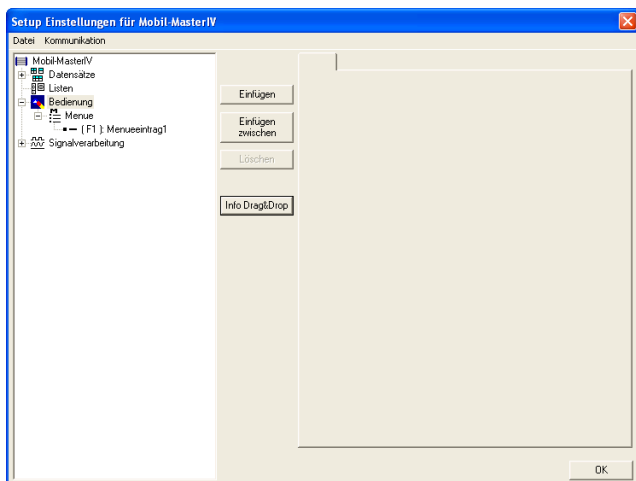 Setup Einstellungen für Mobil-MasterIV
Datei Kommunikation
Mobil-MasterIV
Datensätze
Listen
Bedienung
Menue
( F1 ): Menueeintrag1
Signalverarbeitung
Einfügen
Einfügen
zwischen
Löschen
Info Drag&Drop
OK